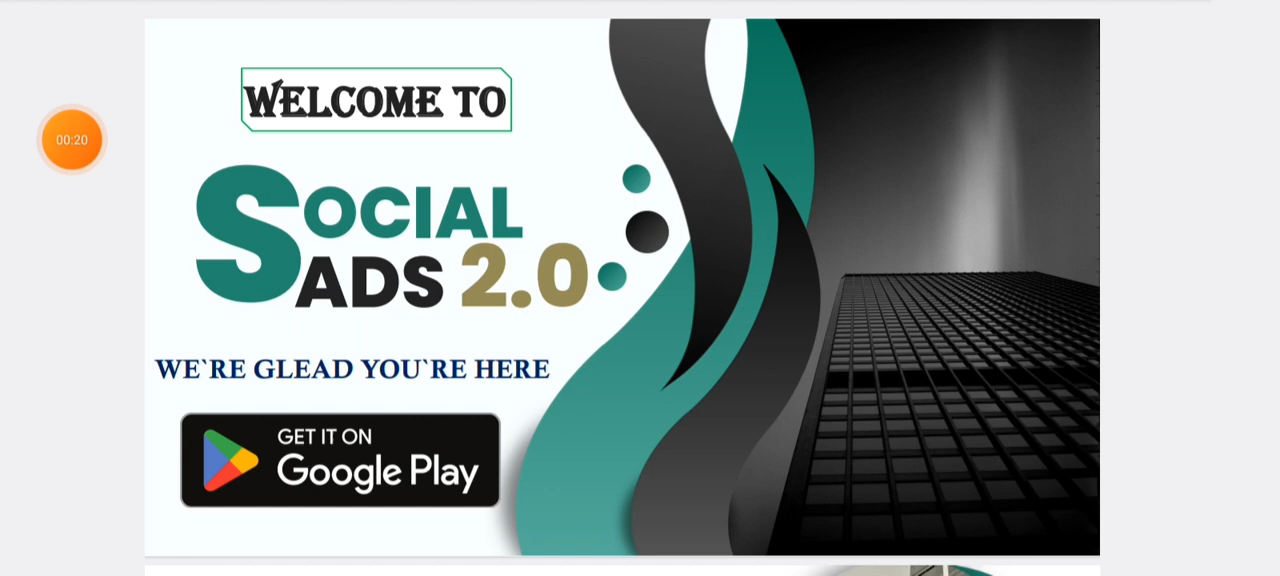 WELCOME TO
00:20
SOCIAL
ADS 2.0
WE`RE GLEAD YOU`RE HERE
GET IT ON
Google Play